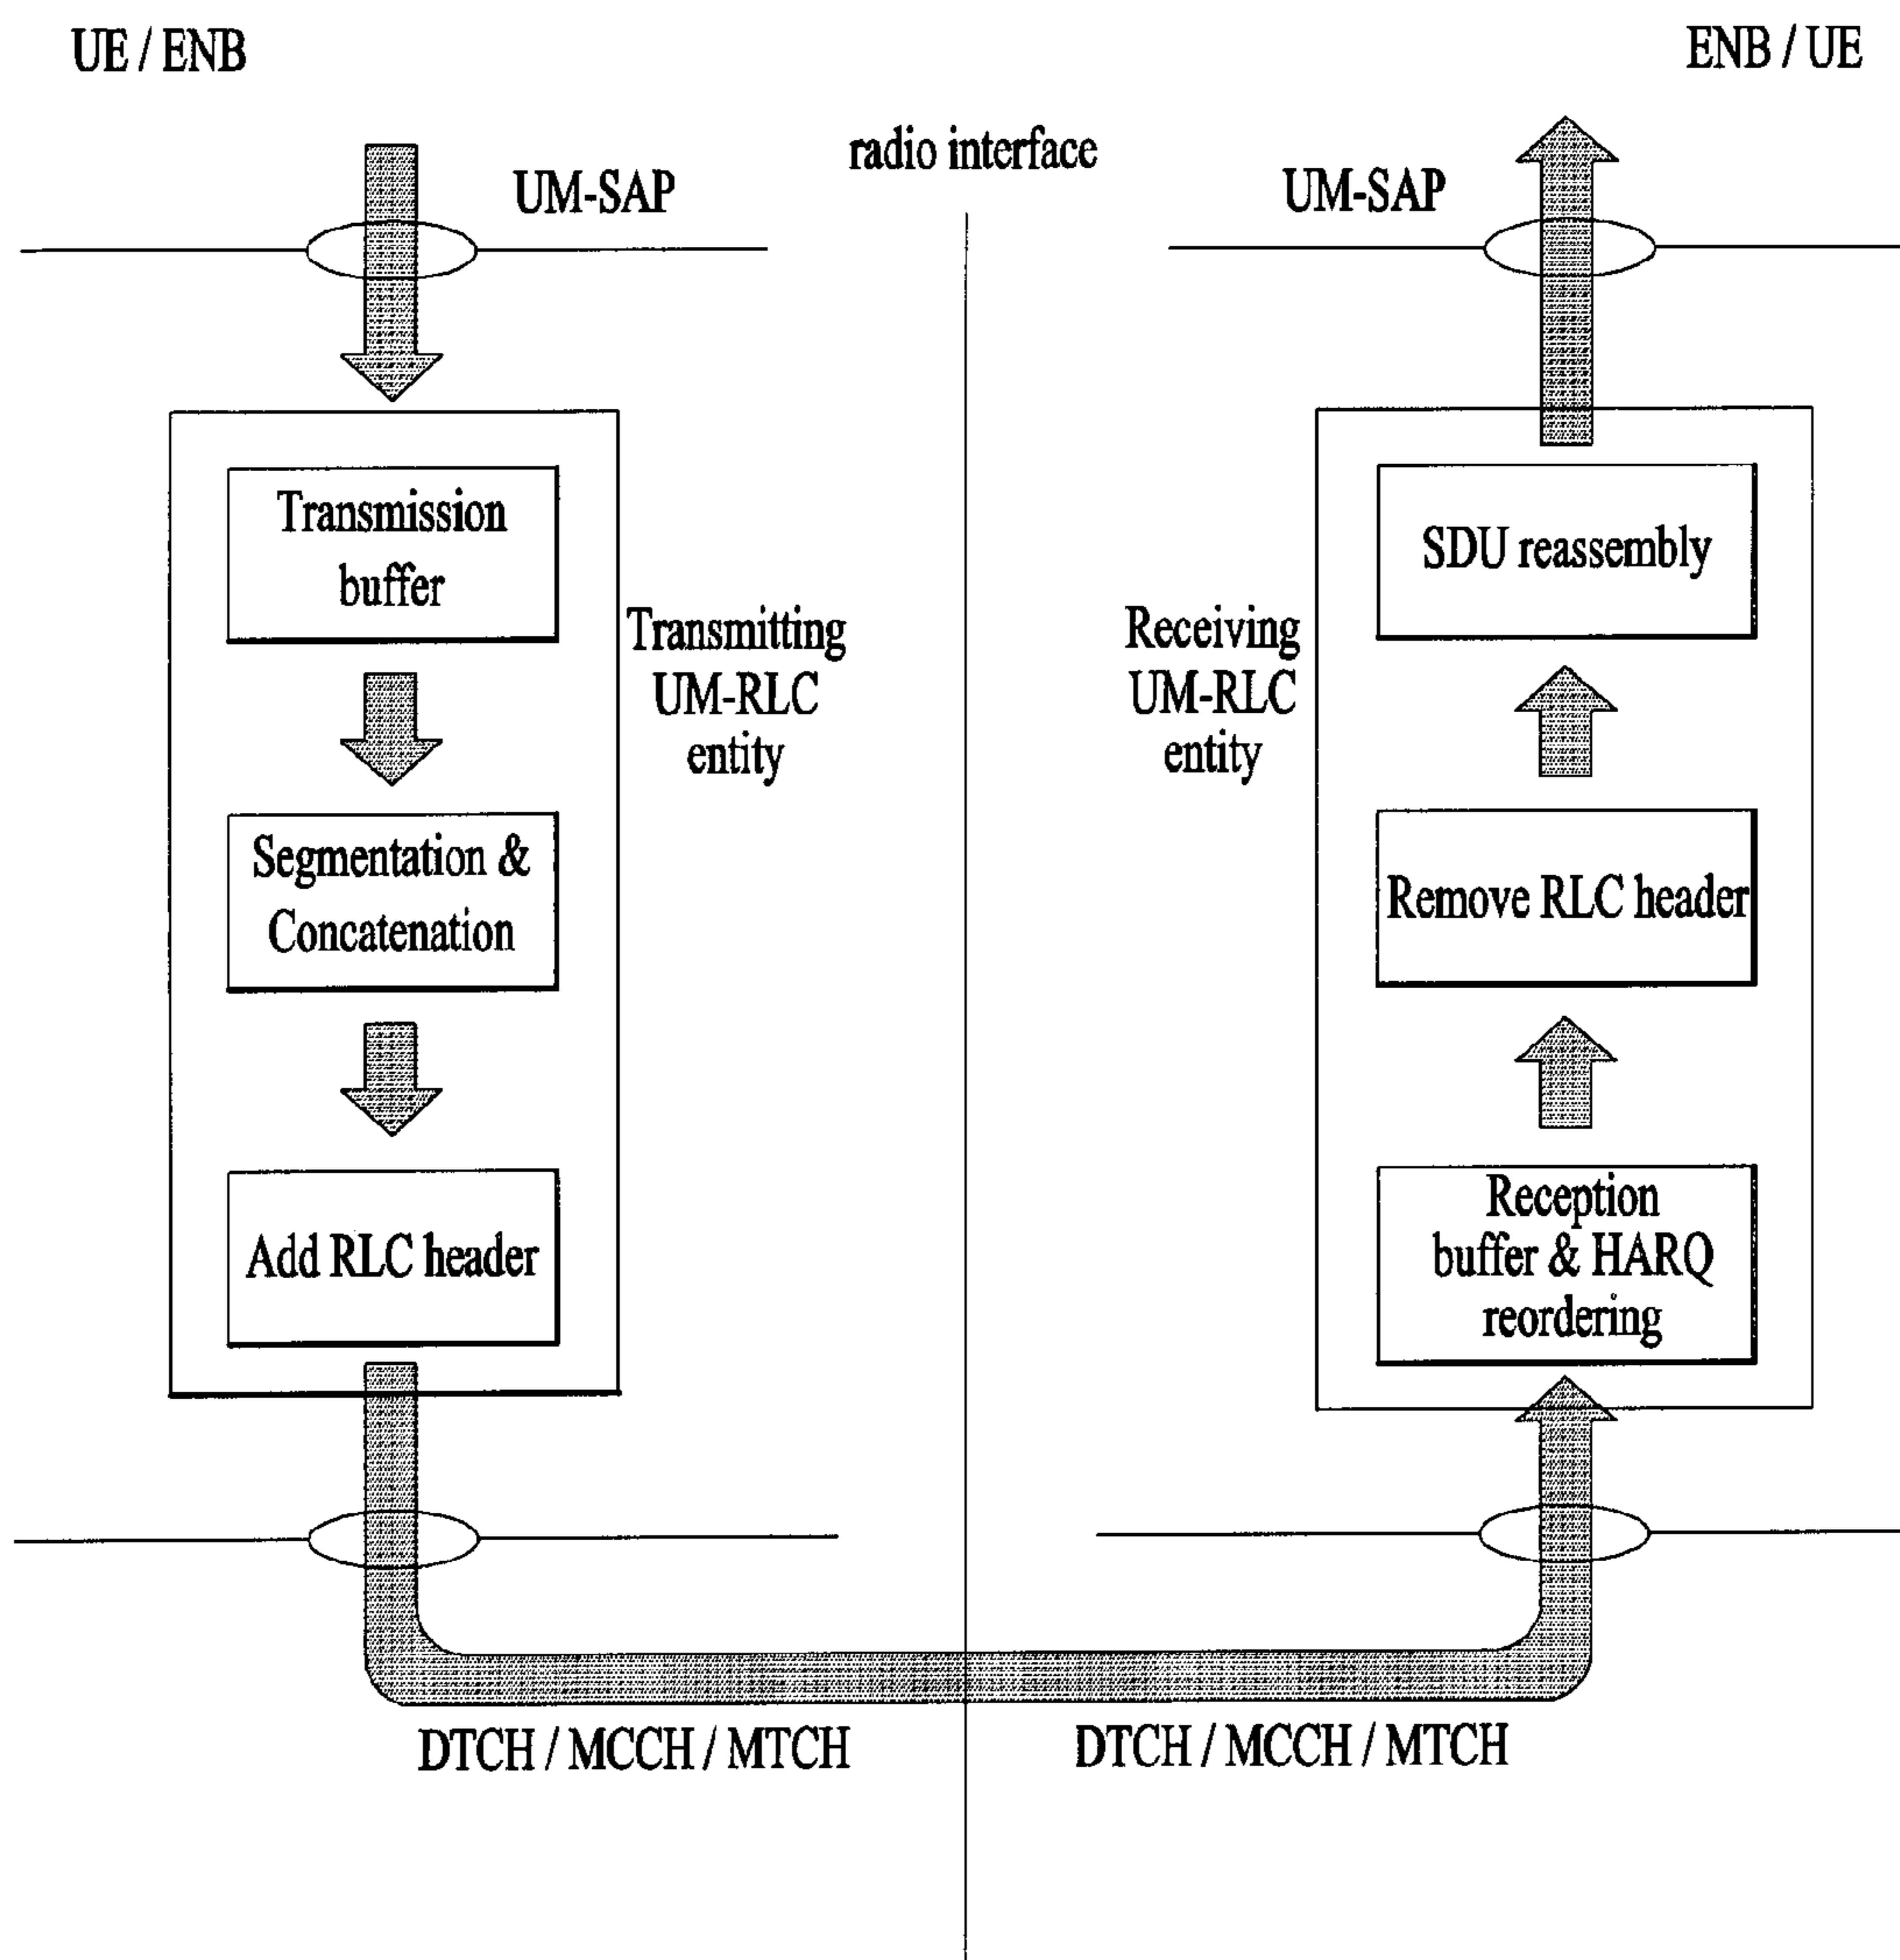 UE / ENB
ENB / UE
radio interface
UM-SAP
UM-SAP
Transmission
buffer
Transmitting
UM-RLC
entity
Segmentation &
Concatenation
Add RLC header
Receiving
UM-RLC
entity
SDU reassembly
Remove RLC header
Reception
buffer & HARQ
reordering
DTCH / MCCH / MTCH
DTCH / MCCH / MTCH